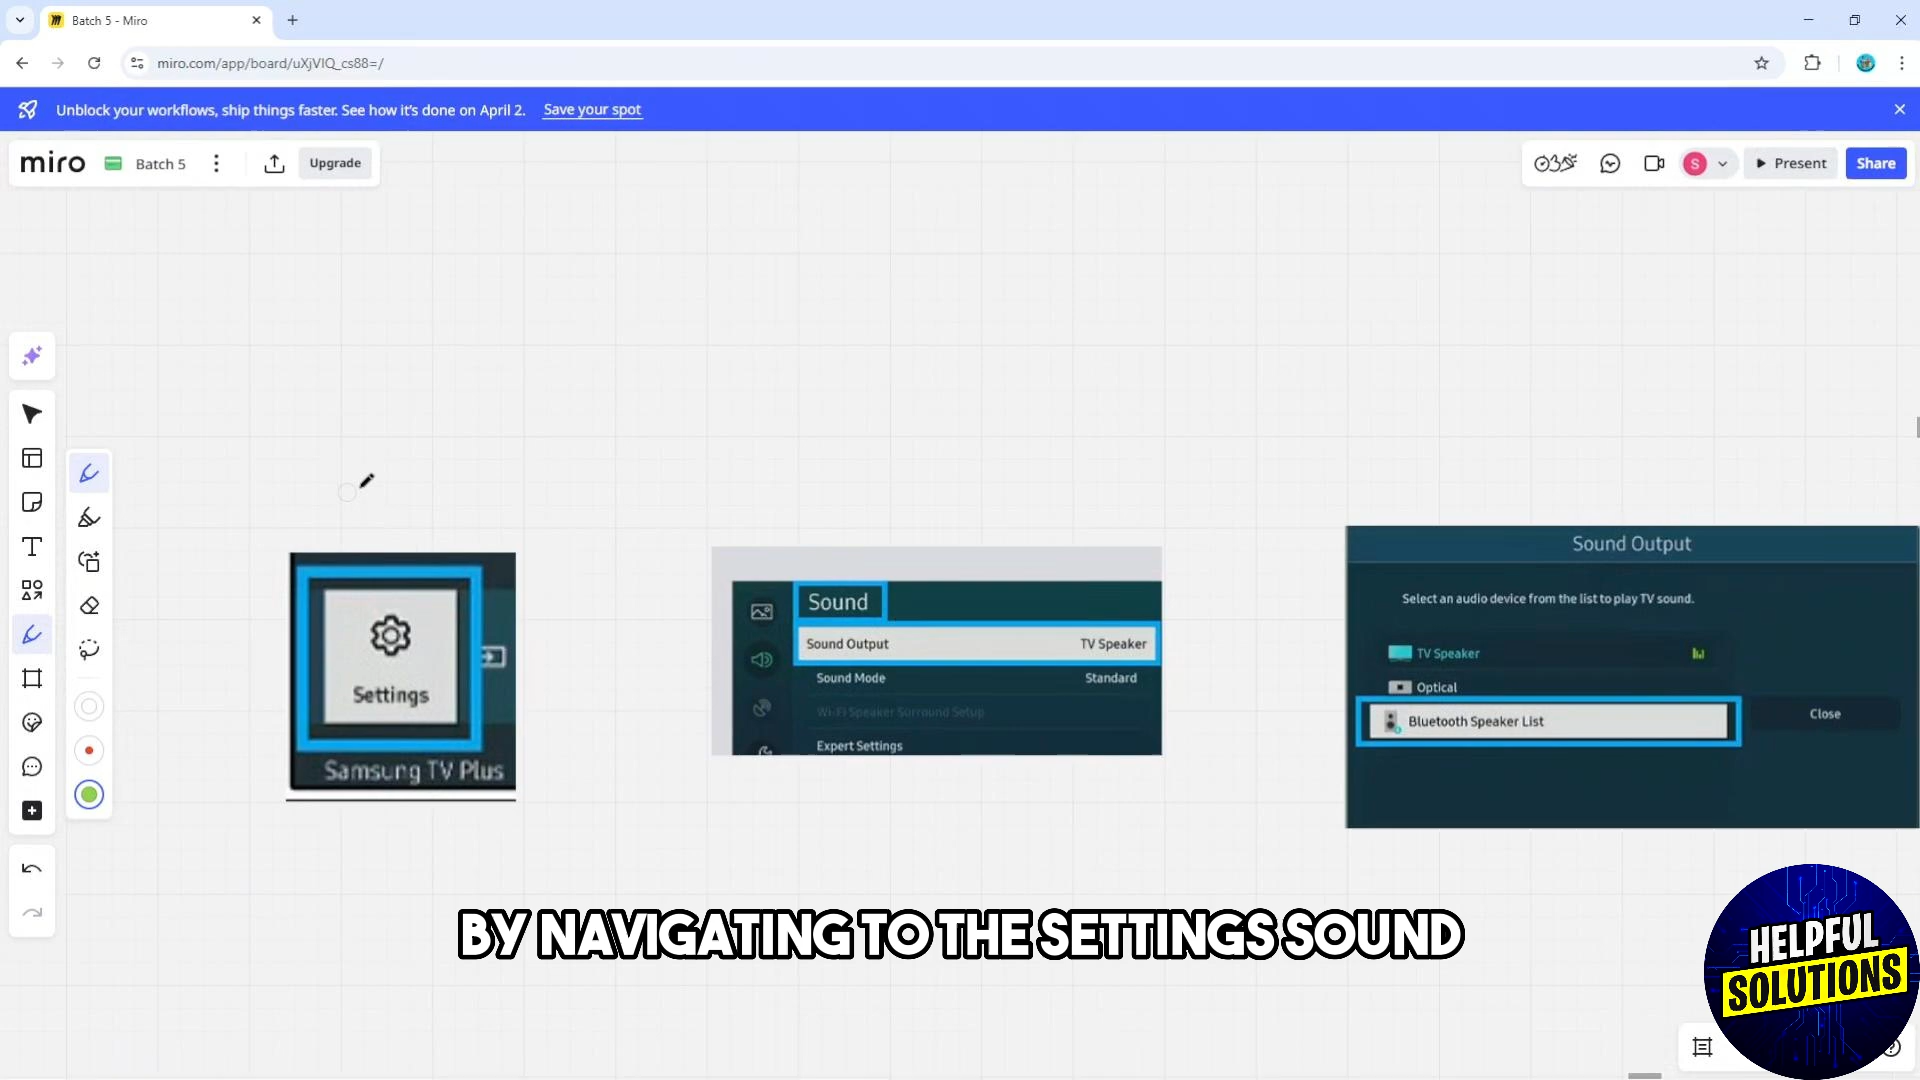 Batch 5 - Miro
miro.com/app/board/uXjVIQ_cs88=/
Unblock your workflows, ship things faster. See how it's done on April 2. Save your spot
miro Batch 5 Upgrade
S Present Share
Settings
Samsung TV Plus
Sound
Sound Output TV Speaker
Sound Mode Standard
Wi-Fi Speaker Surround Setup
Expert Settings
Sound Output
Select an audio device from the list to play TV sound.
TV Speaker
Optical
Bluetooth Speaker List
Close
BY NAVIGATING TO THE SETTINGS SOUND
HELPFUL
SOLUTIONS